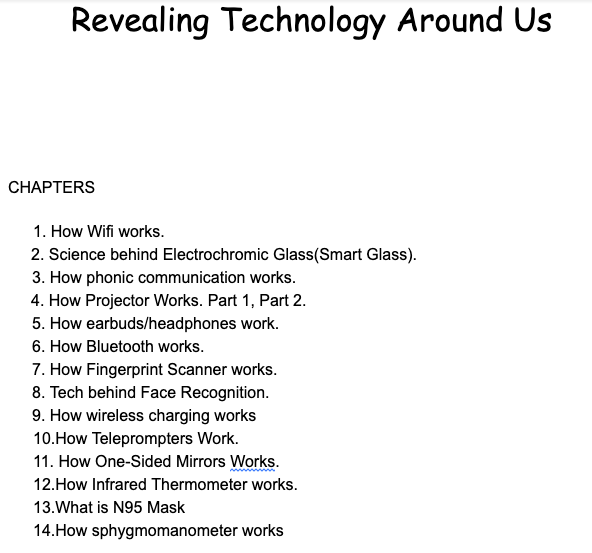 Revealing Technology Around Us
CHAPTERS
1. How Wifi works.
2. Science behind Electrochromic Glass(Smart Glass).
3. How phonic communication works.
4. How Projector Works. Part 1, Part 2.
5. How earbuds/headphones work.
6. How Bluetooth works.
7. How Fingerprint Scanner works.
8. Tech behind Face Recognition.
9. How wireless charging works
10.How Teleprompters Work.
11. How One-Sided Mirrors Works.
12.How Infrared Thermometer works.
13.What is N95 Mask
14.How sphygmomanometer works